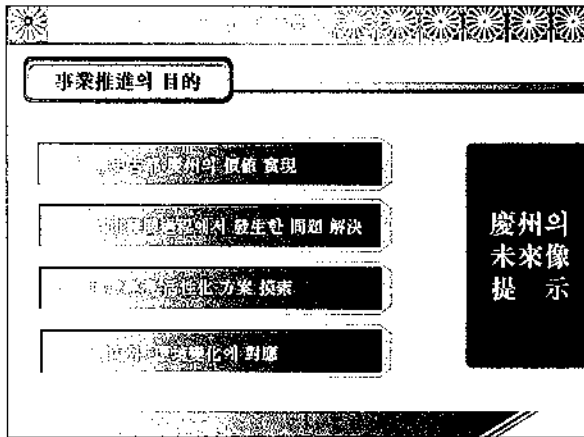 事業推進의 目的
慶州의 價値 實現
發生한 問題 解決
活性化 方案 摸索
變化에 對應
慶州의
未來像
提 示